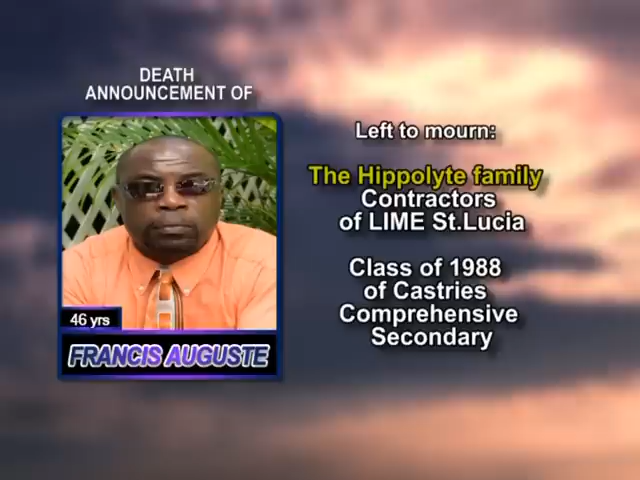 DEATH
ANNOUNCEMENT OF
46 yrs
FRANCIS AUGUSTE
Left to mourn:
The Hippolyte family
Contractors
of LIME St.Lucia
Class of 1988
of Castries
Comprehensive
Secondary